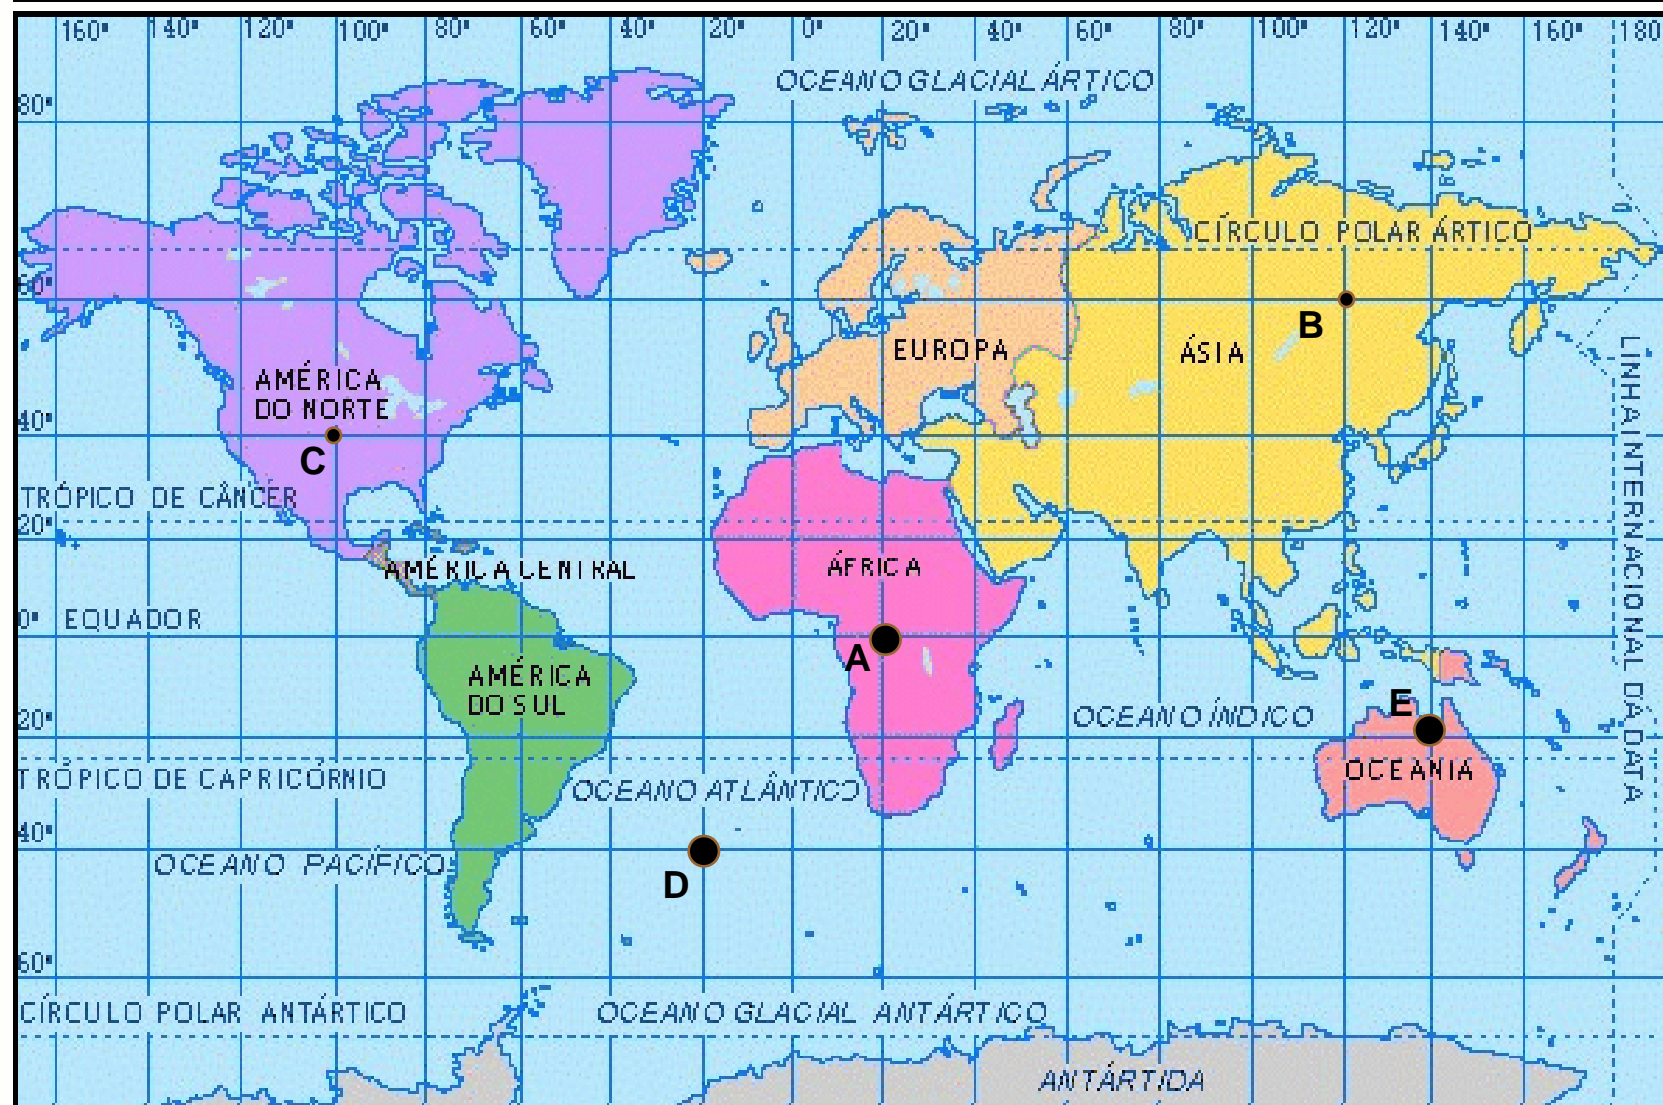 160° 140° 120° 100° 80° 60° 40° 20° 0° 20° 40° 60° 80° 100° 120° 140° 160° 180
OCEANO GLACIAL ÁRTICO
80°
CÍRCULO POLAR ÁRTICO
60°
B
EUROPA
ÁSIA
AMÉRICA
DO NORTE
40°
C
TRÓPICO DE CÂNCER
20°
ÁFRICA
AMÉRICA CENTRAL
0° EQUADOR
LINHA INTERNACIONAL DA DATA
A
AMÉRICA
DO SUL
E
20°
OCEANO ÍNDICO
TRÓPICO DE CAPRICÓRNIO
OCEANIA
OCEANO ATLÂNTICO
40°
OCEANO PACÍFICO
D
60°
CÍRCULO POLAR ANTÁRTICO
OCEANO GLACIAL ANTÁRTICO
ANTÁRTIDA